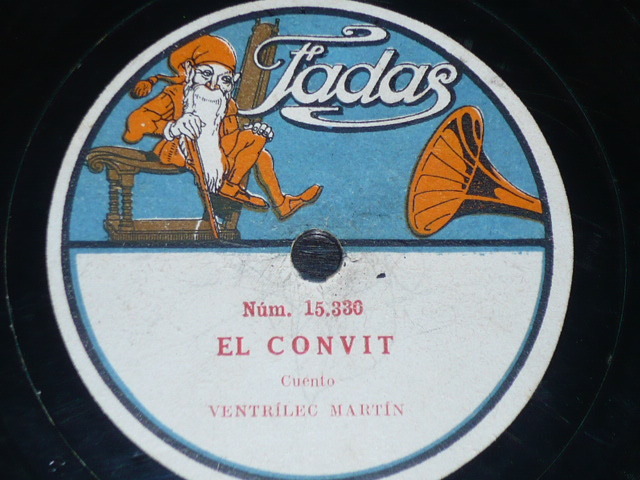 Fadas
Núm. 15.330
EL CONVIT
Cuento
VENTRÍLEC MARTÍN